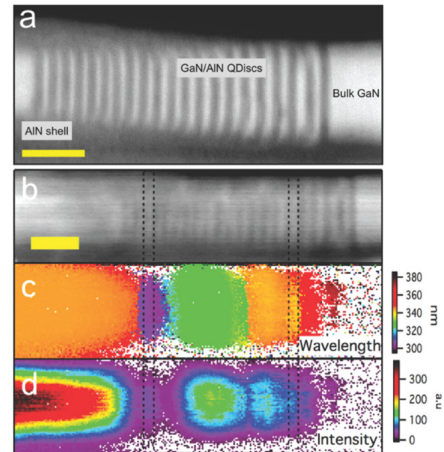 a
GaN/AlN QDiscs
Bulk GaN
AlN shell
b
c
380
360
340
320
300
nm
Wavelength
d
300
200
100
0
a.u
Intensity